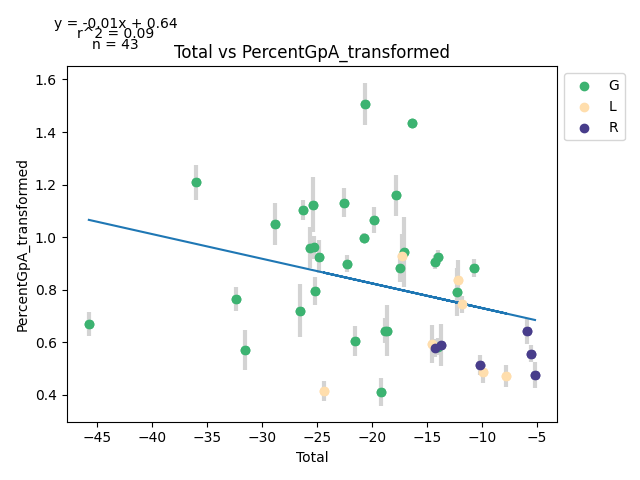 y = -0.01x + 0.64
r^2 = 0.09
n = 43
Total vs PercentGpA_transformed
G
L
R
PercentGpA_transformed
1.6
1.4
1.2
1.0
0.8
0.6
0.4
−45
−40
−35
−30
−25
−20
−15
−10
−5
Total